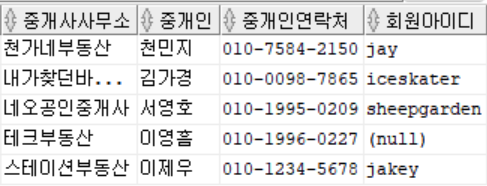 중개사사무소 중개인 중개인연락처 회원아이디
천가네부동산 천민지 010-7584-2150 jay
내가찾던바... 김가경 010-0098-7865 iceskater
네오공인중개사 서영호 010-1995-0209 sheepgarden
테크부동산 이영흠 010-1996-0227 (null)
스테이션부동산 이제우 010-1234-5678 jakey